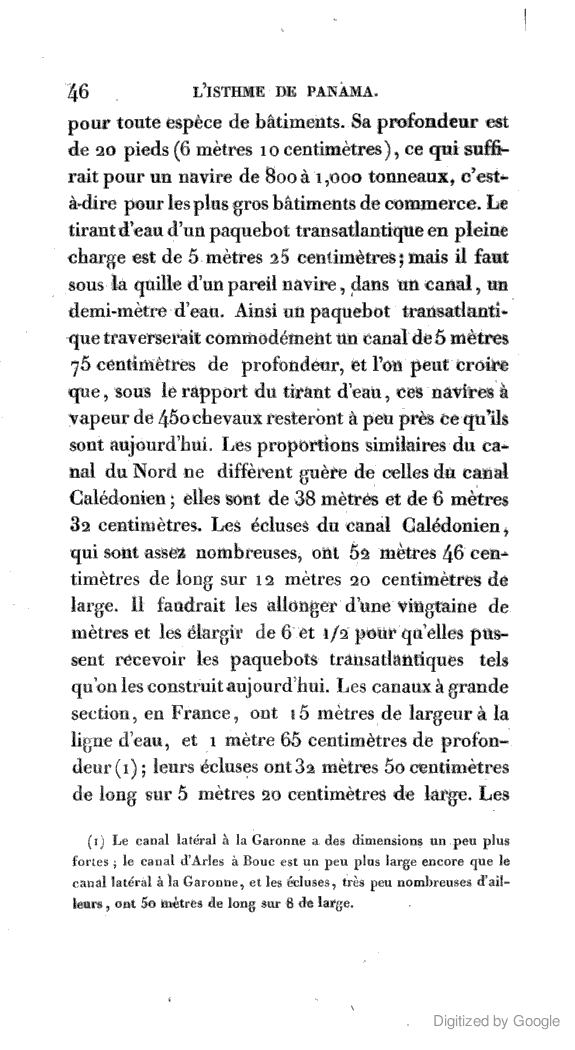 46 L'ISTHME DE PANAMA.
pour toute espèce de bâtiments. Sa profondeur est
de 20 pieds (6 mètres 10 centimètres), ce qui suffi-
rait pour un navire de 800 à 1,000 tonneaux, c'est-
à-dire pour les plus gros bâtiments de commerce. Le
tirant d'eau d'un paquebot transatlantique en pleine
charge est de 5 mètres 25 centimètres; mais il faut
sous la quille d'un pareil navire, dans un canal, un
demi-mètre d'eau. Ainsi un paquebot transatlanti-
que traverserait commodément un canal de 5 mètres
75 centimètres de profondeur, et l'on peut croire
que, sous le rapport du tirant d'eau, ces navires à
vapeur de 450 chevaux resteront à peu près ce qu'ils
sont aujourd'hui. Les proportions similaires du ca-
nal du Nord ne diffèrent guère de celles du canal
Calédonien; elles sont de 38 mètres et de 6 mètres
32 centimètres. Les écluses du canal Calédonien,
qui sont assez nombreuses, ont 52 mètres 46 cen-
timètres de long sur 12 mètres 20 centimètres de
large. Il faudrait les allonger d'une vingtaine de
mètres et les élargir de 6 et 1/2 pour qu'elles pus-
sent recevoir les paquebots transatlantiques tels
qu'on les construit aujourd'hui. Les canaux à grande
section, en France, ont 15 mètres de largeur à la
ligne d'eau, et 1 mètre 65 centimètres de profon-
deur (1); leurs écluses ont 32 mètres 50 centimètres
de long sur 5 mètres 20 centimètres de large. Les
(1) Le canal latéral à la Garonne a des dimensions un peu plus
fortes; le canal d'Arles à Bouc est un peu plus large encore que le
canal latéral à la Garonne, et les écluses, très peu nombreuses d'ail-
leurs, ont 50 mètres de long sur 8 de large.
Digitized by Google